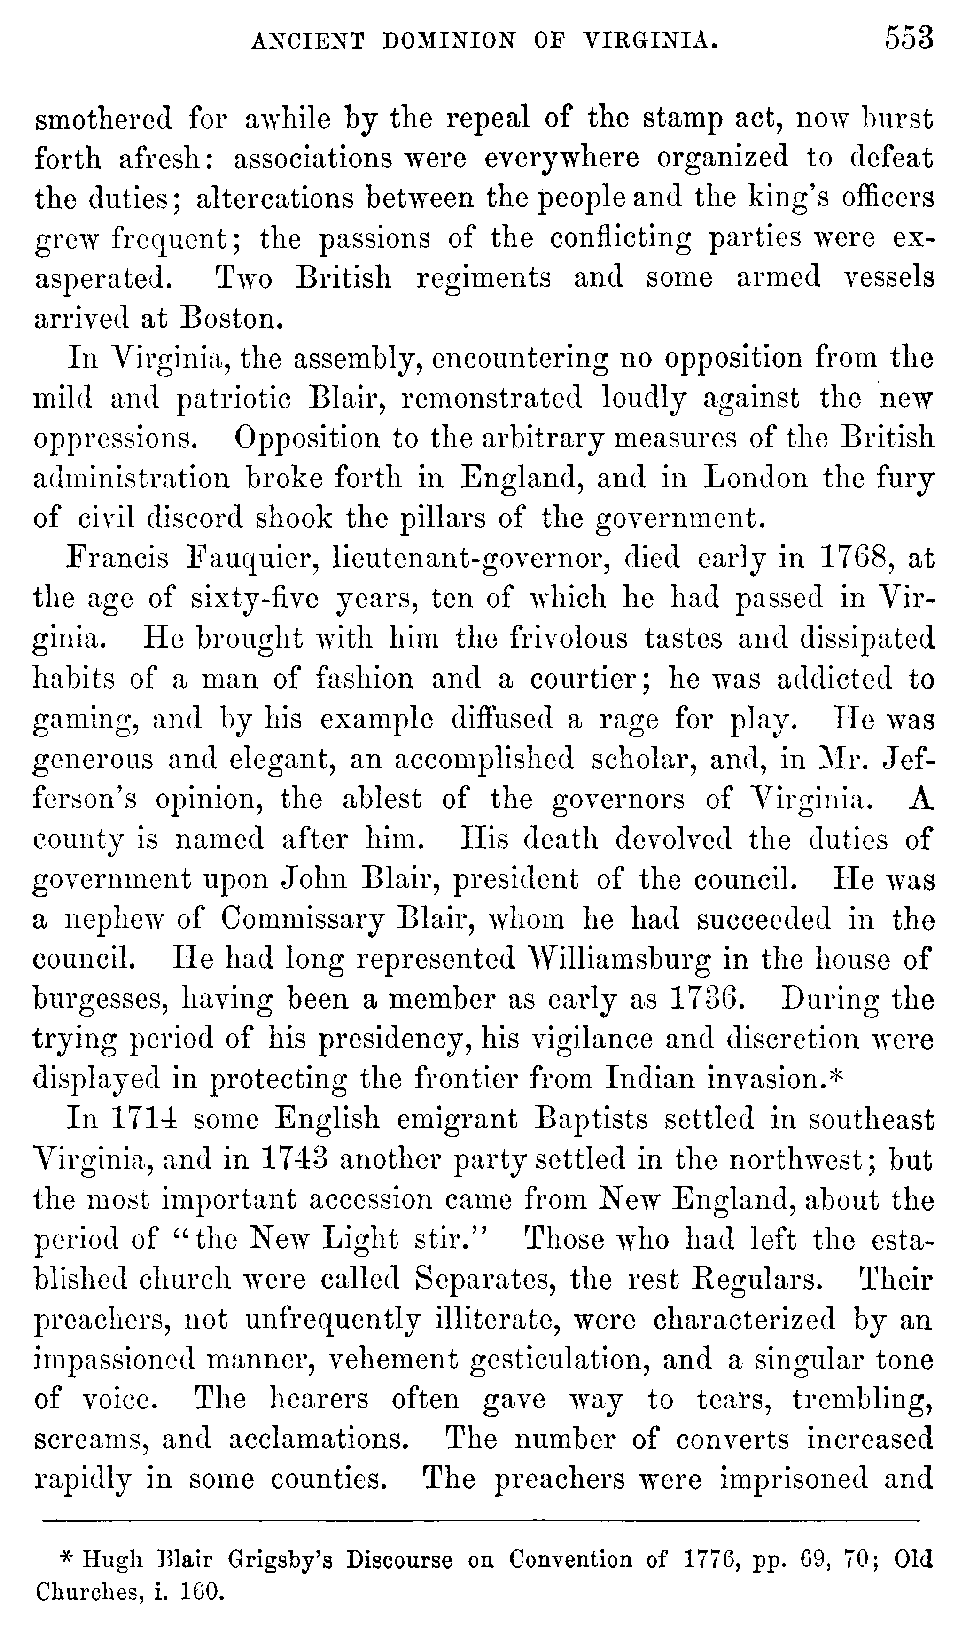 ANCIENT DOMINION OF VIRGINIA. 553
smothered for awhile by the repeal of the stamp act, now burst
forth afresh: associations were everywhere organized to defeat
the duties; altercations between the people and the king's officers
grew frequent; the passions of the conflicting parties were ex-
asperated. Two British regiments and some armed vessels
arrived at Boston.
In Virginia, the assembly, encountering no opposition from the
mild and patriotic Blair, remonstrated loudly against the new
oppressions. Opposition to the arbitrary measures of the British
administration broke forth in England, and in London the fury
of civil discord shook the pillars of the government.
Francis Fauquier, lieutenant-governor, died early in 1768, at
the age of sixty-five years, ten of which he had passed in Vir-
ginia. He brought with him the frivolous tastes and dissipated
habits of a man of fashion and a courtier; he was addicted to
gaming, and by his example diffused a rage for play. He was
generous and elegant, an accomplished scholar, and, in Mr. Jef-
ferson's opinion, the ablest of the governors of Virginia. A
county is named after him. His death devolved the duties of
government upon John Blair, president of the council. He was
a nephew of Commissary Blair, whom he had succeeded in the
council. He had long represented Williamsburg in the house of
burgesses, having been a member as early as 1736. During the
trying period of his presidency, his vigilance and discretion were
displayed in protecting the frontier from Indian invasion.*
In 1714 some English emigrant Baptists settled in southeast
Virginia, and in 1743 another party settled in the northwest; but
the most important accession came from New England, about the
period of "the New Light stir." Those who had left the esta-
blished church were called Separates, the rest Regulars. Their
preachers, not unfrequently illiterate, were characterized by an
impassioned manner, vehement gesticulation, and a singular tone
of voice. The hearers often gave way to tears, trembling,
screams, and acclamations. The number of converts increased
rapidly in some counties. The preachers were imprisoned and
* Hugh Blair Grigsby's Discourse on Convention of 1776, pp. 69, 70; Old
Churches, i. 160.